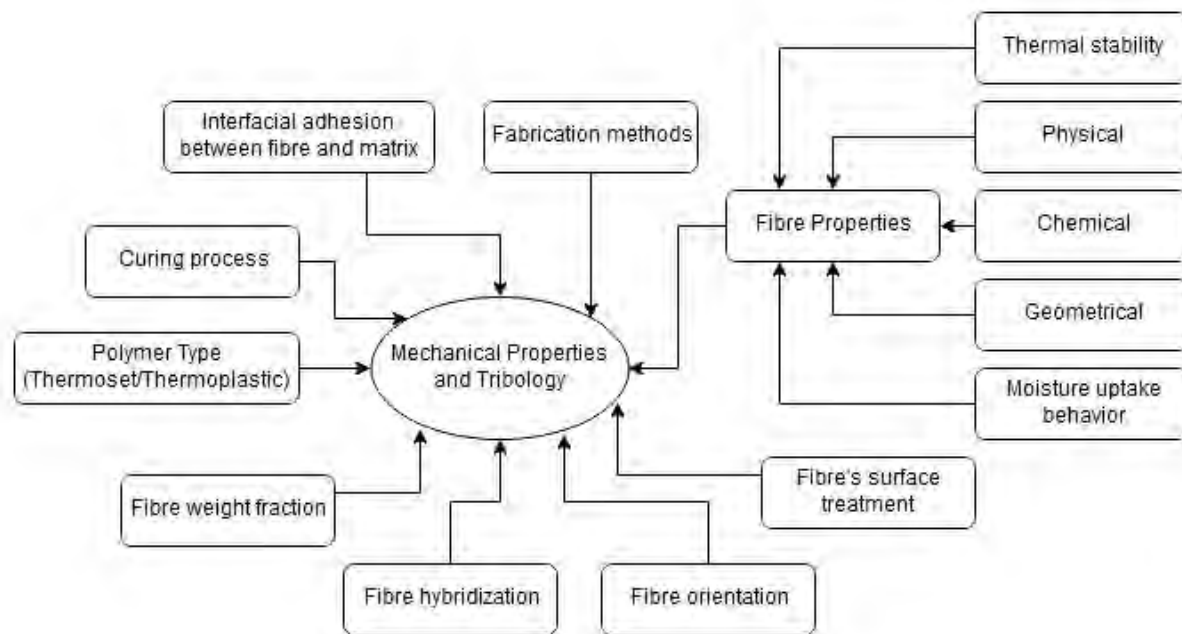 Thermal stability
Interfacial adhesion
between fibre and matrix
Fabrication methods
Physical
Fibre Properties
Chemical
Curing process
Geometrical
Polymer Type
(Thermoset/Thermoplastic)
Mechanical Properties
and Tribology
Moisture uptake
behavior
Fibre weight fraction
Fibre's surface
treatment
Fibre hybridization
Fibre orientation